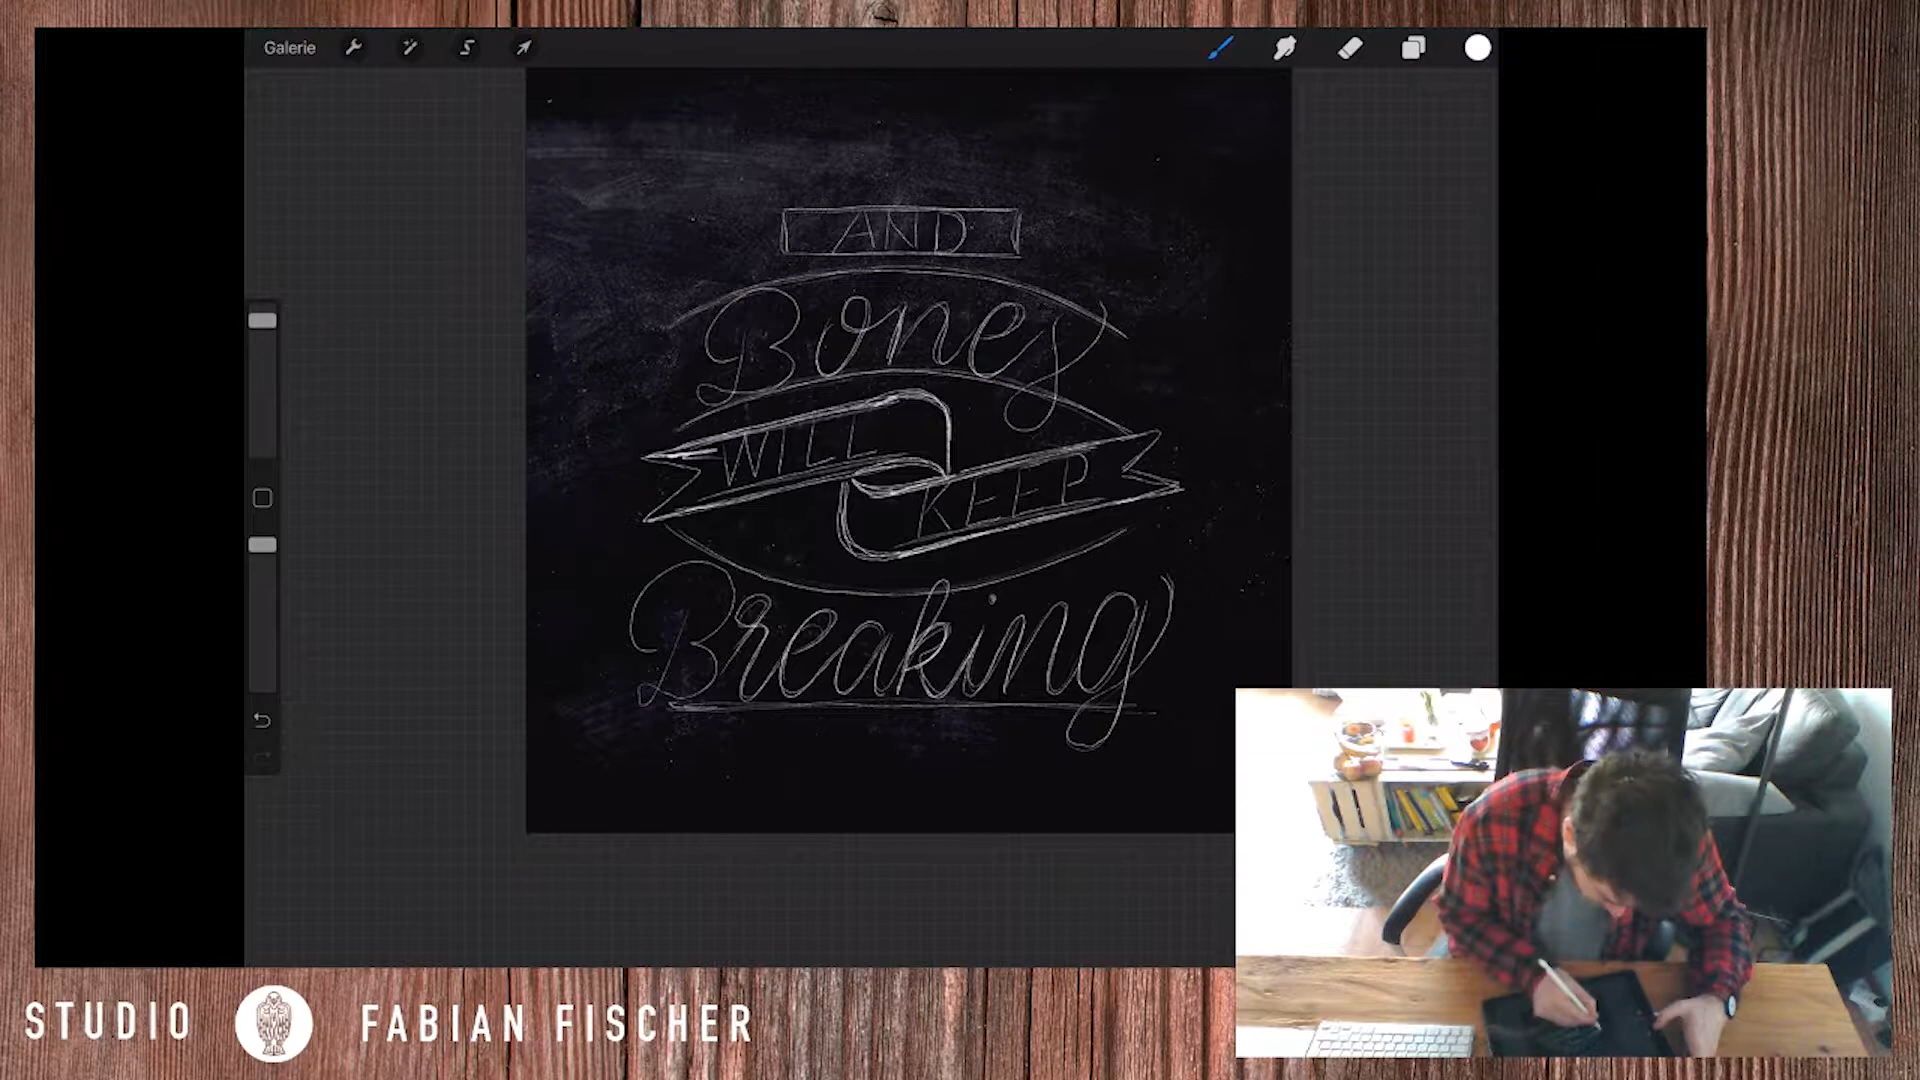 Galerie
AND
Bones
WILL
KEEP
Breaking
STUDIO FABIAN FISCHER